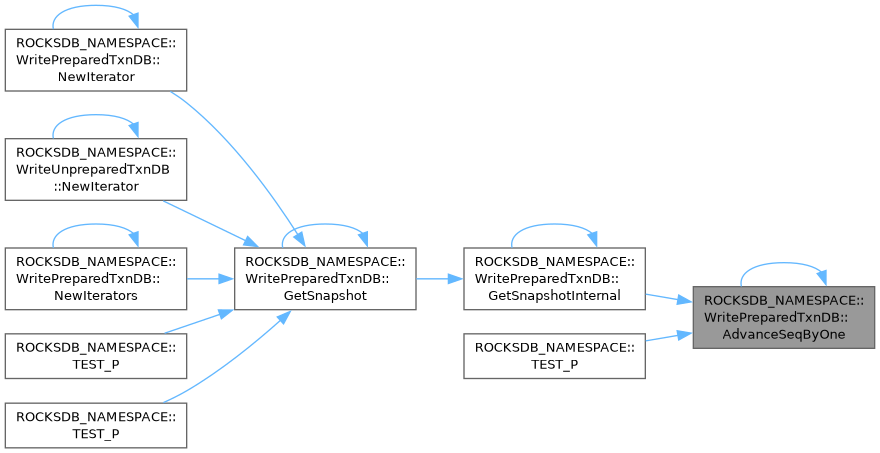 ROCKSDB_NAMESPACE::
WritePreparedTxnDB::
NewIterator
ROCKSDB_NAMESPACE::
WriteUnpreparedTxnDB
::NewIterator
ROCKSDB_NAMESPACE::
WritePreparedTxnDB::
NewIterators
ROCKSDB_NAMESPACE::
TEST_P
ROCKSDB_NAMESPACE::
TEST_P
ROCKSDB_NAMESPACE::
WritePreparedTxnDB::
GetSnapshot
ROCKSDB_NAMESPACE::
WritePreparedTxnDB::
GetSnapshotInternal
ROCKSDB_NAMESPACE::
TEST_P
ROCKSDB_NAMESPACE::
WritePreparedTxnDB::
AdvanceSeqByOne